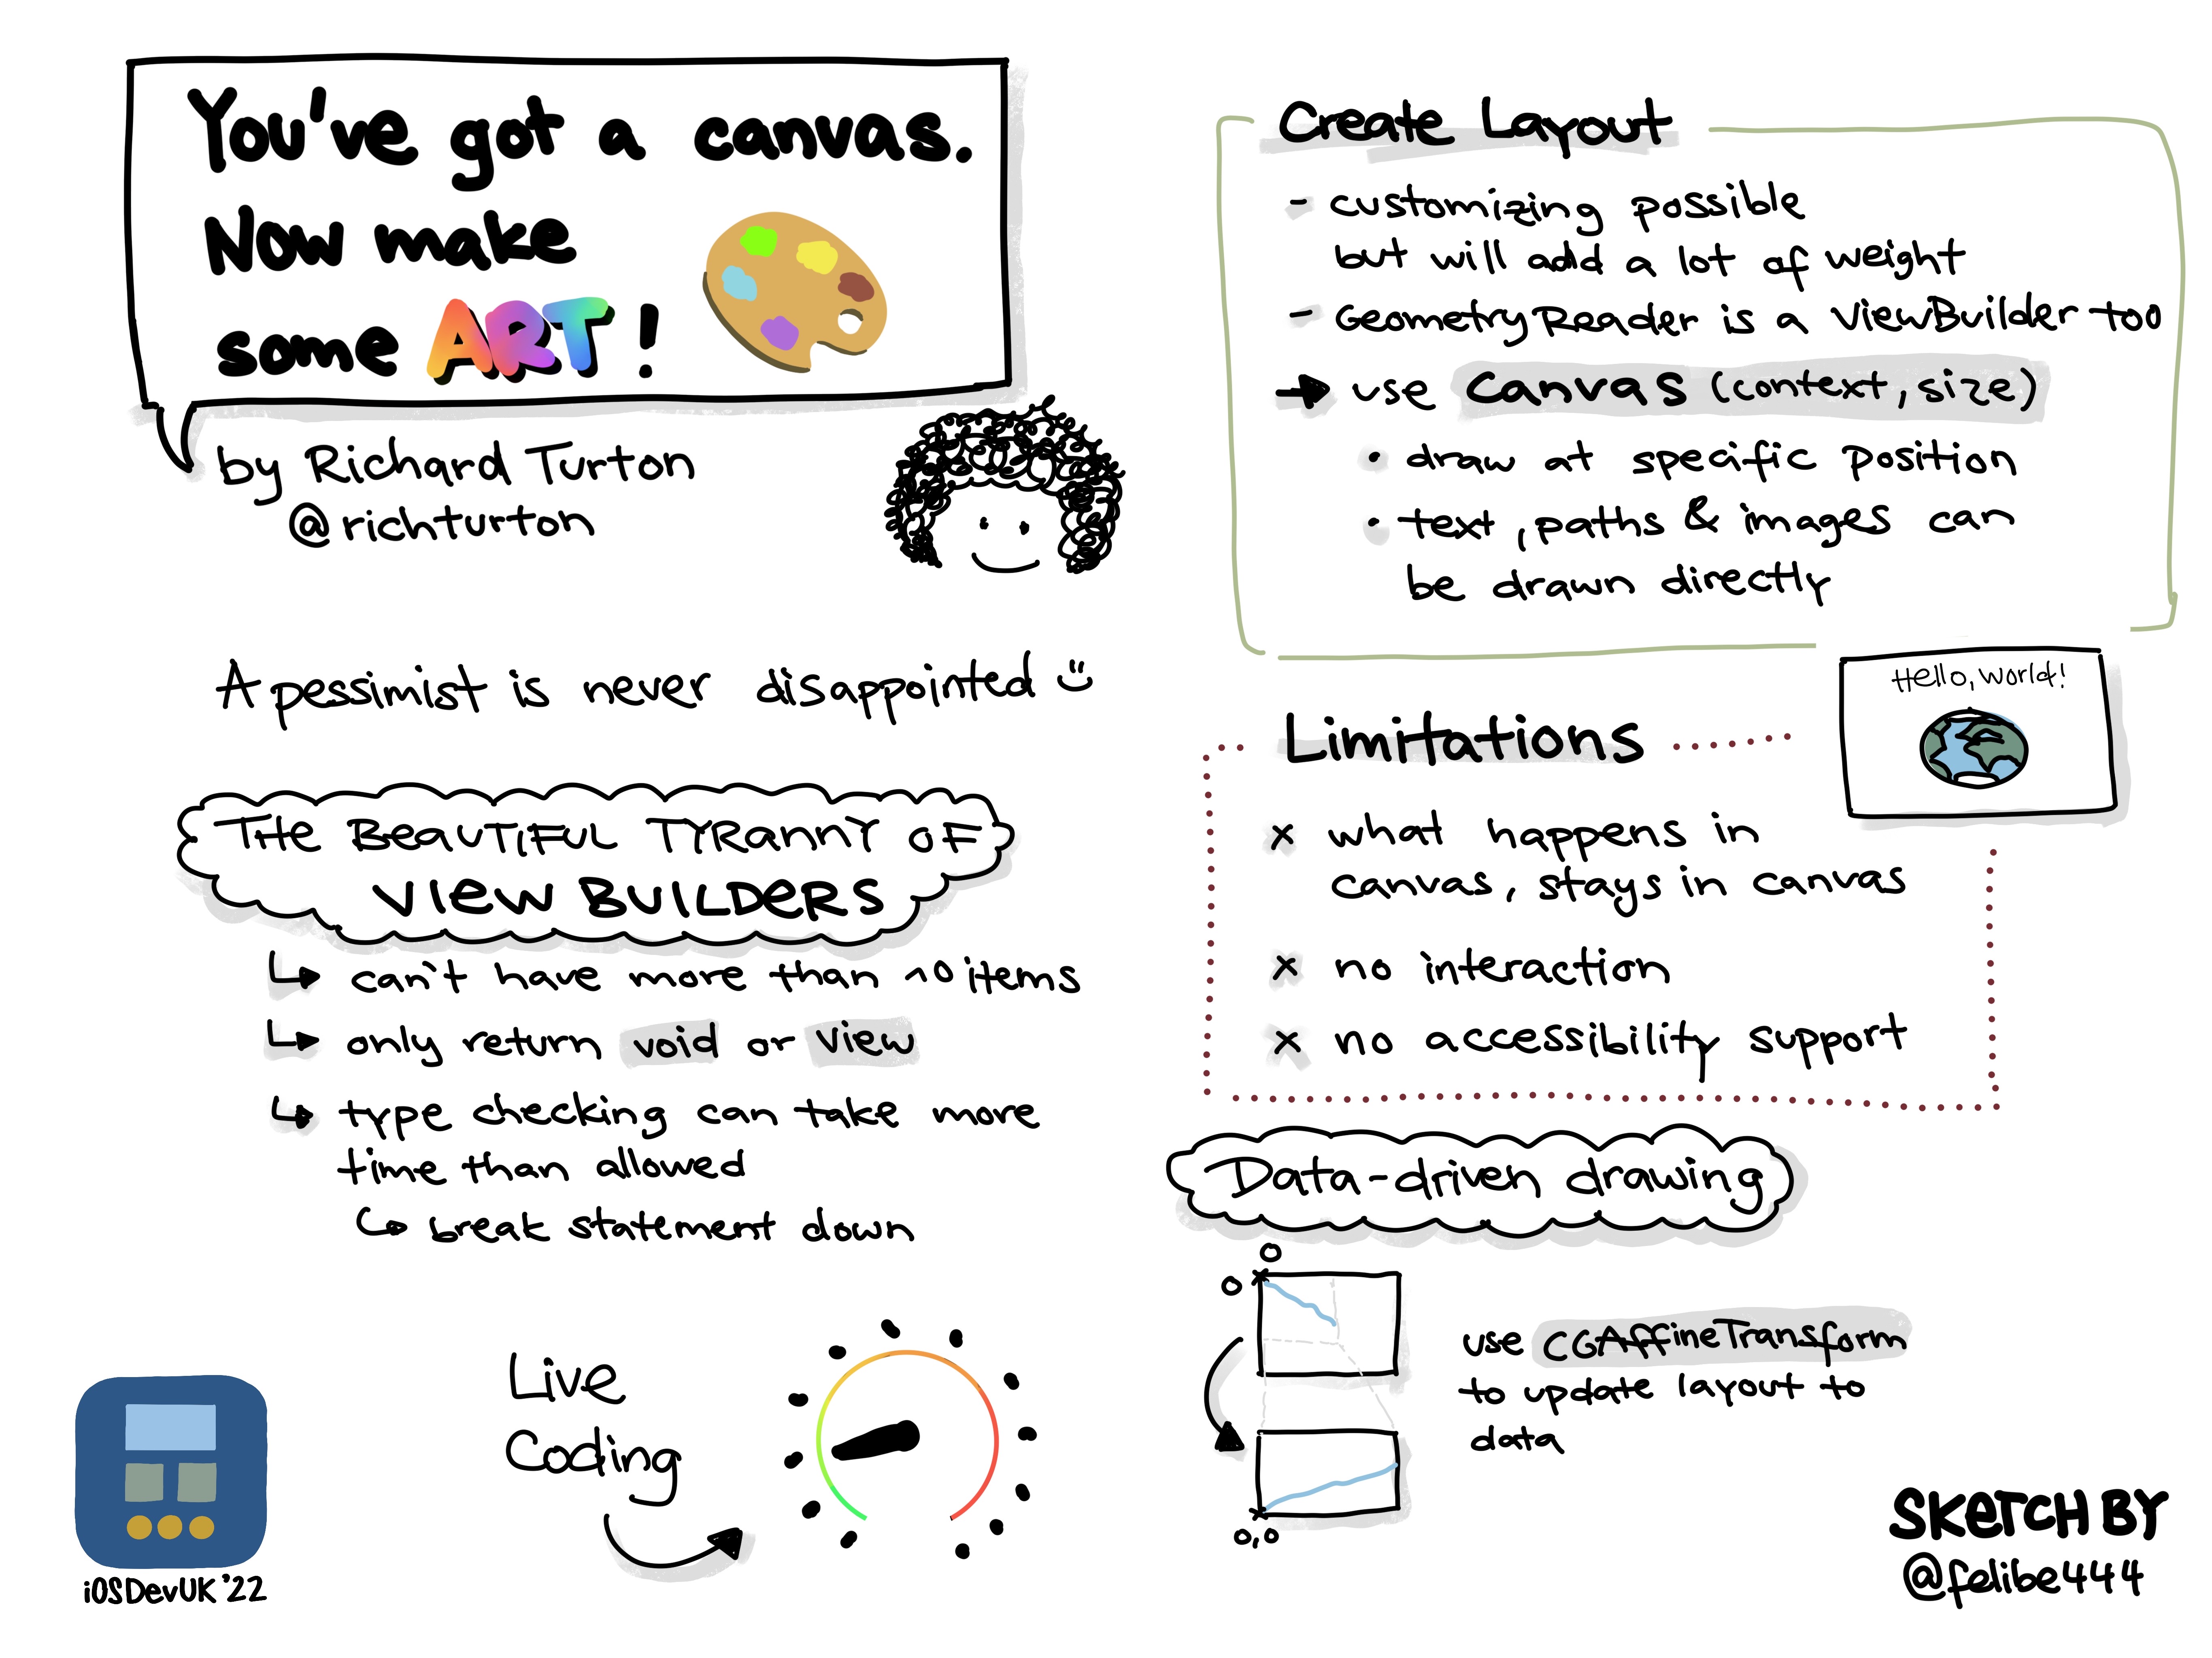 You've got a canvas.
Now make
some ART!
by Richard Turton
@richturton
A pessimist is never disappointed
THE BEAUTIFUL TYRANNY OF
VIEW BUILDERS
can't have more than 10 items
only return void or view
type checking can take more
time than allowed
break statement down
Live
Coding
iOSDevUK '22
Create Layout
- customizing possible
but will add a lot of weight
- GeometryReader is a ViewBuilder too
→ use Canvas (context, size)
• draw at specific position
• text, paths & images can
be drawn directly
Hello, world!
Limitations
x what happens in
canvas, stays in canvas
x no interaction
x no accessibility support
Data-driven drawing
0
0
0,0
use CGAffineTransform
to update layout to
data
SKETCH BY
@felibe444